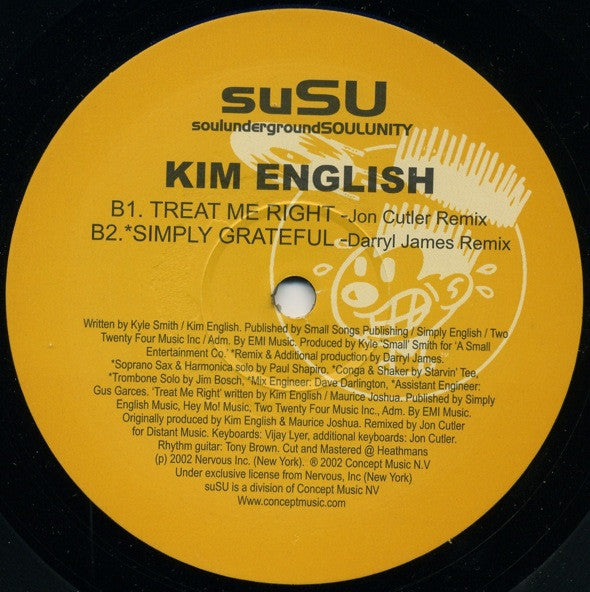 suSU
soulundergroundSOULUNITY
KIM ENGLISH
B1. TREAT ME RIGHT -Jon Cutler Remix
B2.*SIMPLY GRATEFUL -Darryl James Remix
Written by Kyle Smith / Kim English. Published by Small Songs Publishing / Simply English / Two
Twenty Four Music Inc / Adm. By EMI Music. Produced by Kyle 'Small' Smith for 'A Small
Entertainment Co.' *Remix & Additional production by Darryl James.
*Soprano Sax & Harmonica solo by Paul Shapiro, *Conga & Shaker by Starvin' Tee,
*Trombone Solo by Jim Bosch, *Mix Engineer: Dave Darlington, *Assistant Engineer:
Gus Garces. 'Treat Me Right' written by Kim English / Maurice Joshua. Published by Simply
English Music, Hey Mo! Music, Two Twenty Four Music Inc., Adm. By EMI Music.
Originally produced by Kim English & Maurice Joshua. Remixed by Jon Cutler
for Distant Music. Keyboards: Vijay Lyer, additional keyboards: Jon Cutler.
Rhythm guitar: Tony Brown. Cut and Mastered @ Heathmans
(p) 2002 Nervous Inc. (New York). ® 2002 Concept Music N.V
Under exclusive license from Nervous, Inc (New York)
suSU is a division of Concept Music NV
Www.conceptmusic.com